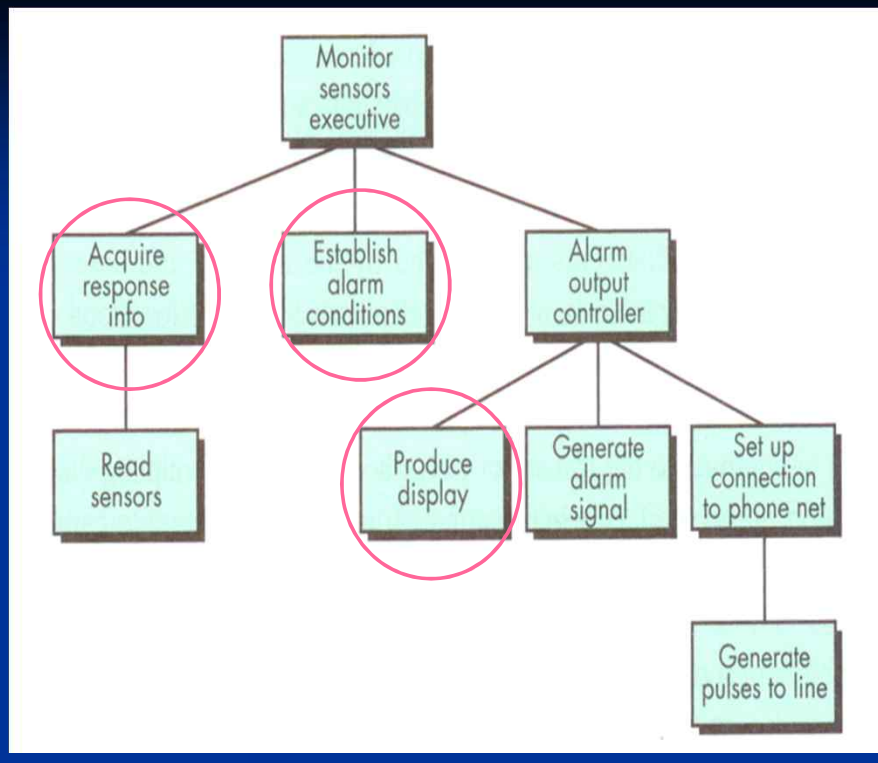 Monitor
sensors
executive
Acquire
response
info
Establish
alarm
conditions
Alarm
output
controller
Read
sensors
Produce
display
Generate
alarm
signal
Set up
connection
to phone net
Generate
pulses to line